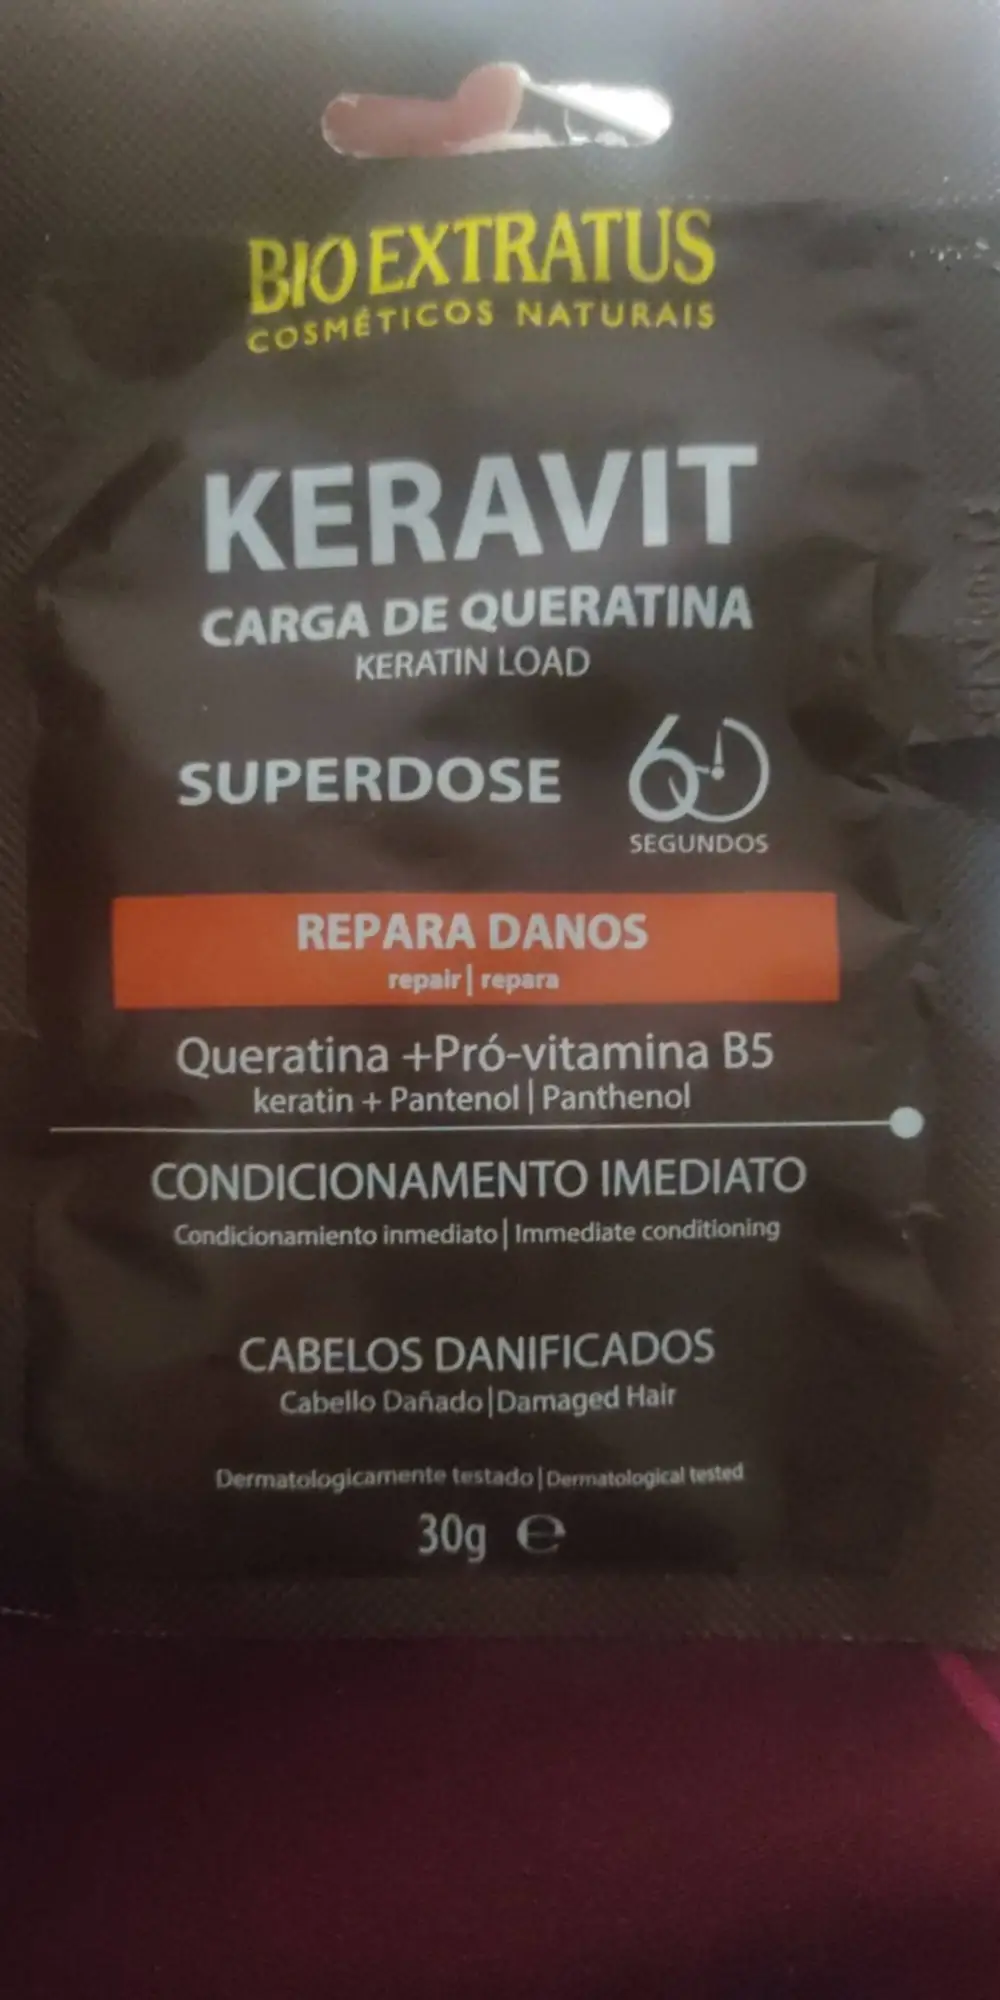 BIO EXTRATUS
COSMÉTICOS NATURAIS
KERAVIT
CARGA DE QUERATINA
KERATIN LOAD
SUPERDOSE 60
SEGUNDOS
REPARA DANOS
repair | repara
Queratina +Pró-vitamina B5
keratin + Pantenol | Panthenol
CONDICIONAMENTO IMEDIATO
Condicionamiento inmediato | Immediate conditioning
CABELOS DANIFICADOS
Cabello Dañado | Damaged Hair
Dermatologicamente testado | Dermatological tested
30g ℮